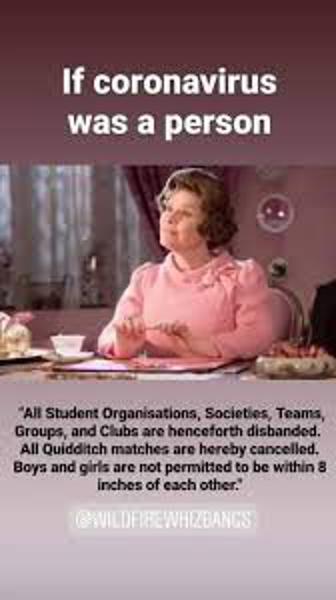 If coronavirus
was a person
"All Student Organisations, Societies, Teams,
Groups, and Clubs are henceforth disbanded.
All Quidditch matches are hereby cancelled.
Boys and girls are not permitted to be within 8
inches of each other."
@WILDFIREWHIZBANGS